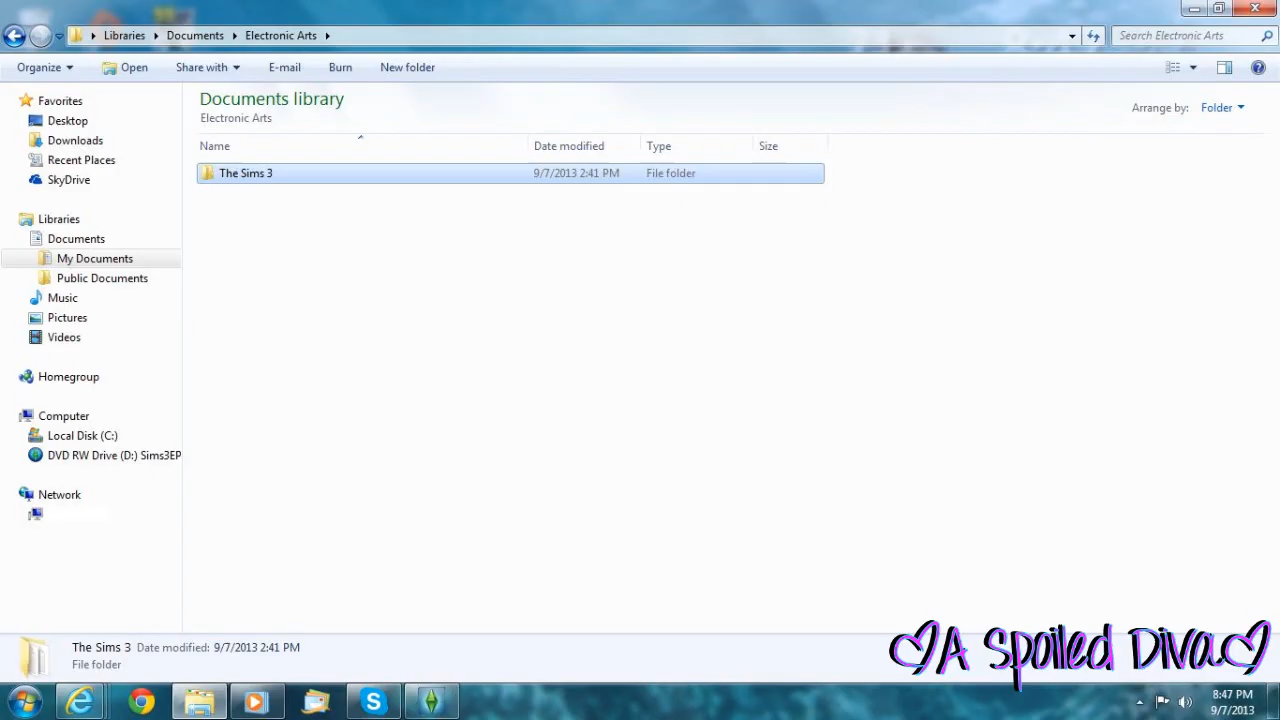 Libraries Documents Electronic Arts
Search Electronic Arts
Organize Open Share with E-mail Burn New folder
Favorites
Desktop
Downloads
Recent Places
SkyDrive
Libraries
Documents
My Documents
Public Documents
Music
Pictures
Videos
Homegroup
Computer
Local Disk (C:)
DVD RW Drive (D:) Sims3EP
Network
Documents library
Electronic Arts
Arrange by: Folder
Name Date modified Type Size
The Sims 3 9/7/2013 2:41 PM File folder
The Sims 3 Date modified: 9/7/2013 2:41 PM
File folder
A Spoiled Diva
8:47 PM
9/7/2013